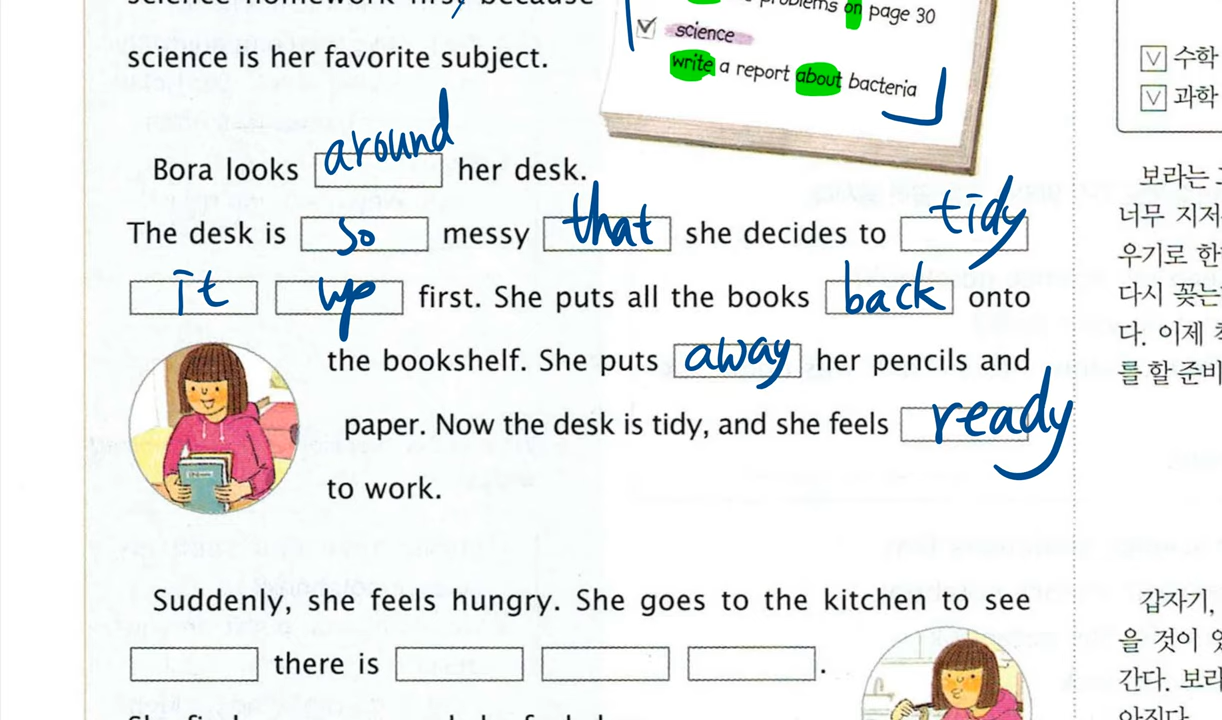 because
science is her favorite subject.
problems on page 30
science
write a report about bacteria
Bora looks around her desk.
The desk is so messy that she decides to tidy
it up first. She puts all the books back onto
the bookshelf. She puts away her pencils and
paper. Now the desk is tidy, and she feels ready
to work.
Suddenly, she feels hungry. She goes to the kitchen to see
there is .
수학
과학
보라는
너무 지저
우기로 한
다시 꽂는
다. 이제
를 할 준비
갑자기,
을 것이
간다. 보라